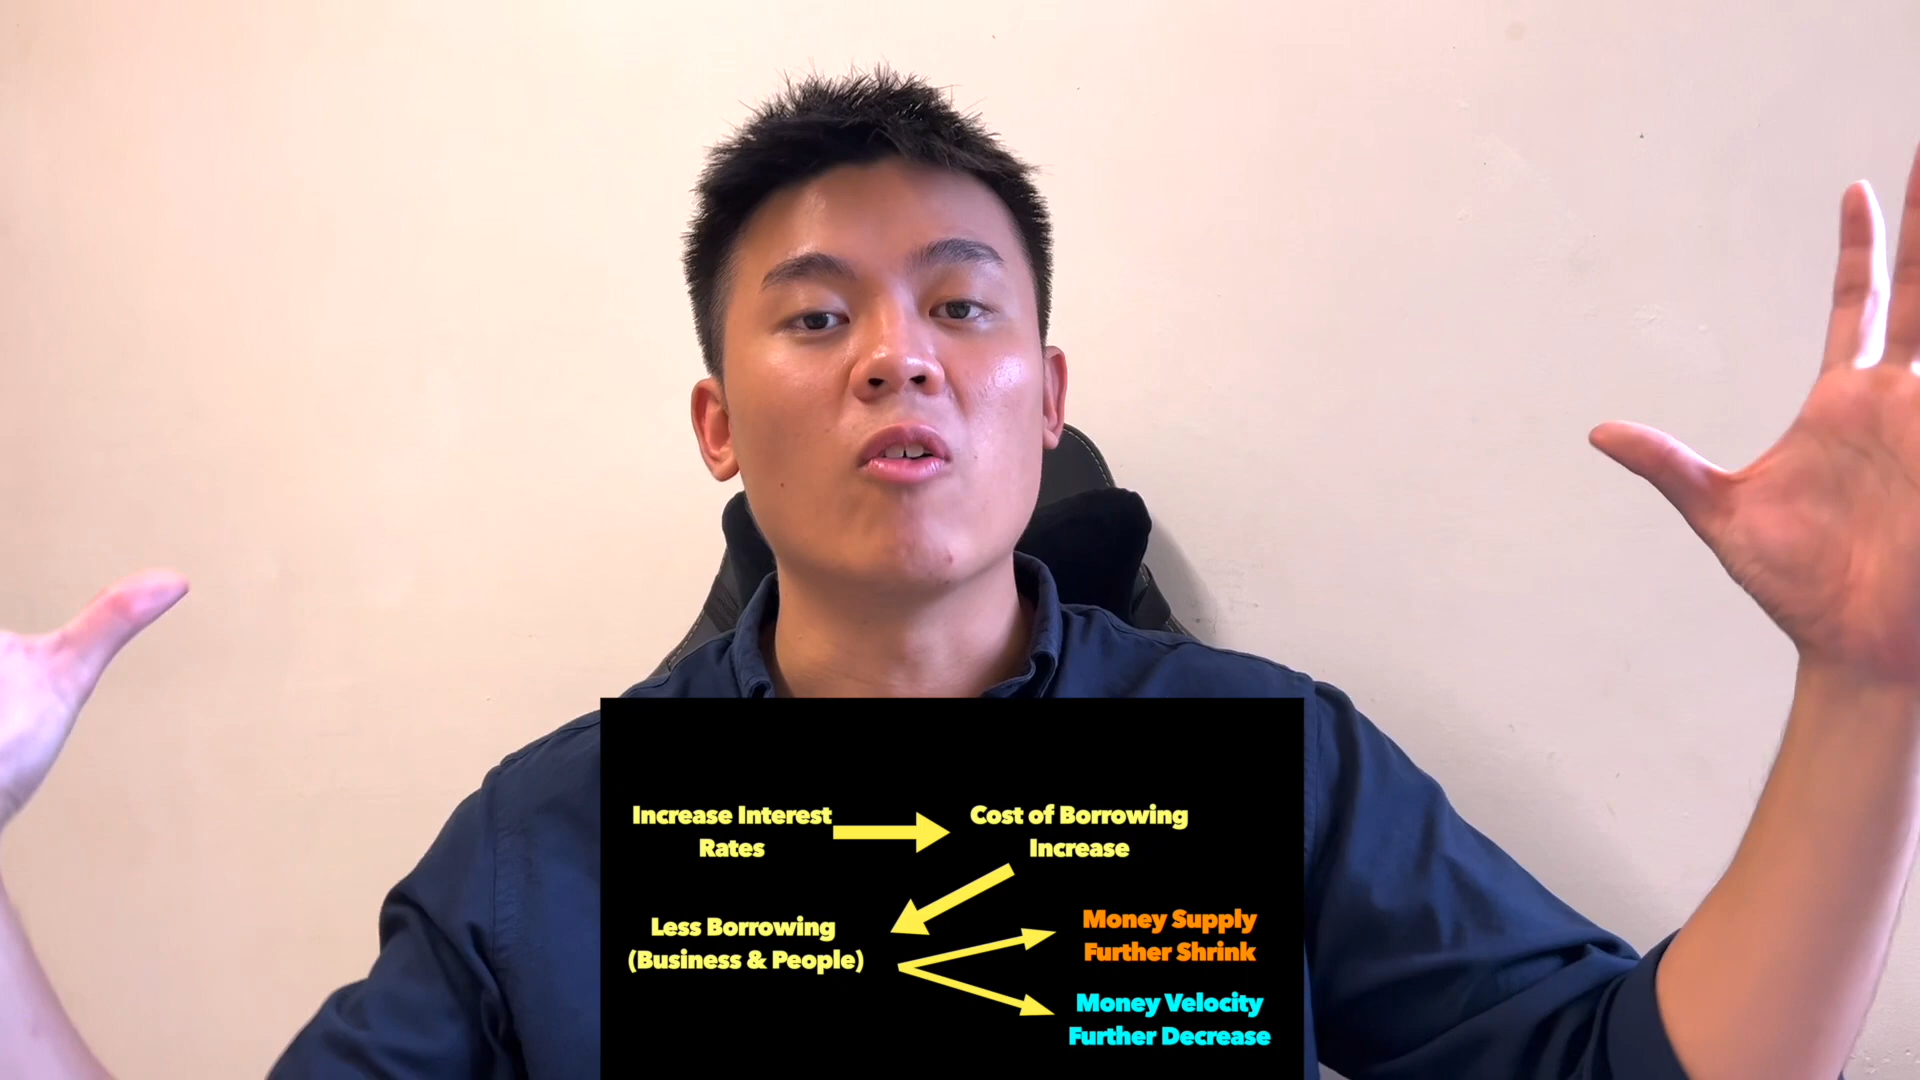 Increase Interest
Rates
Cost of Borrowing
Increase
Less Borrowing
(Business & People)
Money Supply
Further Shrink
Money Velocity
Further Decrease